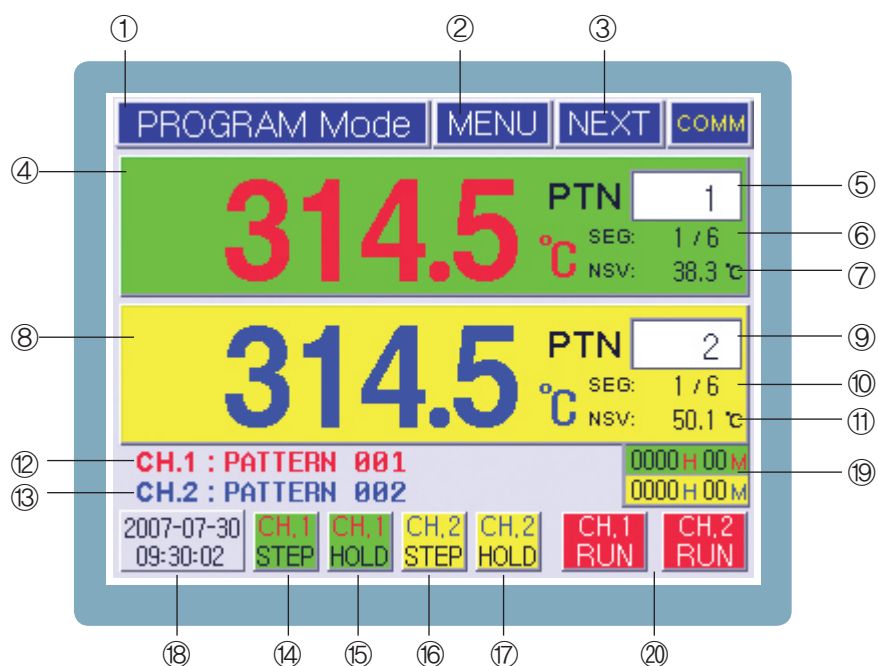 ① ② ③
PROGRAM Mode MENU NEXT COMM
④ 314.5 °C PTN 1 ⑤
SEG: 1 / 6 ⑥
NSV: 38.3 ℃ ⑦
⑧ 314.5 °C PTN 2 ⑨
SEG: 1 / 6 ⑩
NSV: 50.1 ℃ ⑪
⑫ CH.1 : PATTERN 001 0000 H 00 M ⑲
⑬ CH.2 : PATTERN 002 0000 H 00 M
2007-07-30 CH,1 CH,1 CH,2 CH,2 CH,1 CH,2
09:30:02 STEP HOLD STEP HOLD RUN RUN
⑱ ⑭ ⑮ ⑯ ⑰ ⑳